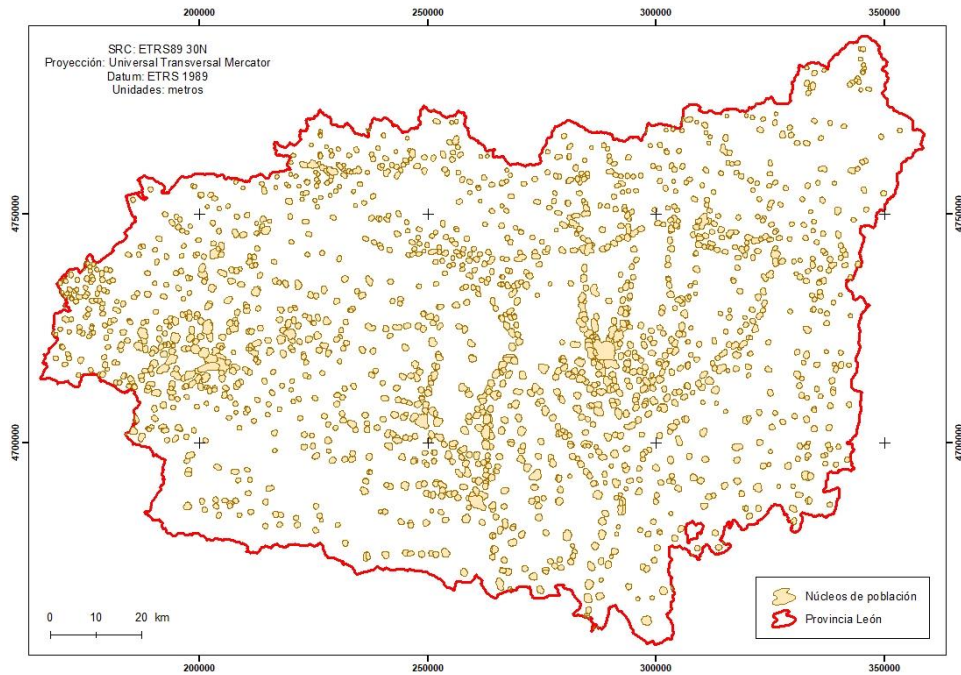 200000 250000 300000 350000
SRC: ETRS89 30N
Proyección: Universal Transversal Mercator
Datum: ETRS 1989
Unidades: metros
4750000 4750000
4700000 4700000
Núcleos de población
Provincia León
0 10 20 km
200000 250000 300000 350000